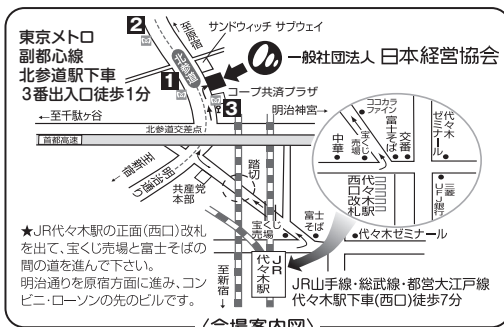 東京メトロ
副都心線
北参道駅下車
3番出入口徒歩1分
2
至原宿
サンドウィッチ サブウェイ
一般社団法人 日本経営協会
北参道
1
3
コープ共済プラザ
明治神宮→
←至千駄ヶ谷
北参道交差点
首都高速
至新宿
明治通り
共産党
本部
踏切
宝くじ
売場
富士
そば
代々木ゼミナール
JR
代々木駅
至新宿
ココカラ
ファイン
中華
宝くじ
売場
富士そば
交番
代々木
ゼミナール
代々木駅
西口改札
三菱
UFJ銀行
★JR代々木駅の正面(西口)改札
を出て、宝くじ売場と富士そばの
間の道を進んで下さい。
明治通りを原宿方面に進み、コン
ビニ・ローソンの先のビルです。
JR山手線・総武線・都営大江戸線
代々木駅下車(西口)徒歩7分
〈会場案内図〉